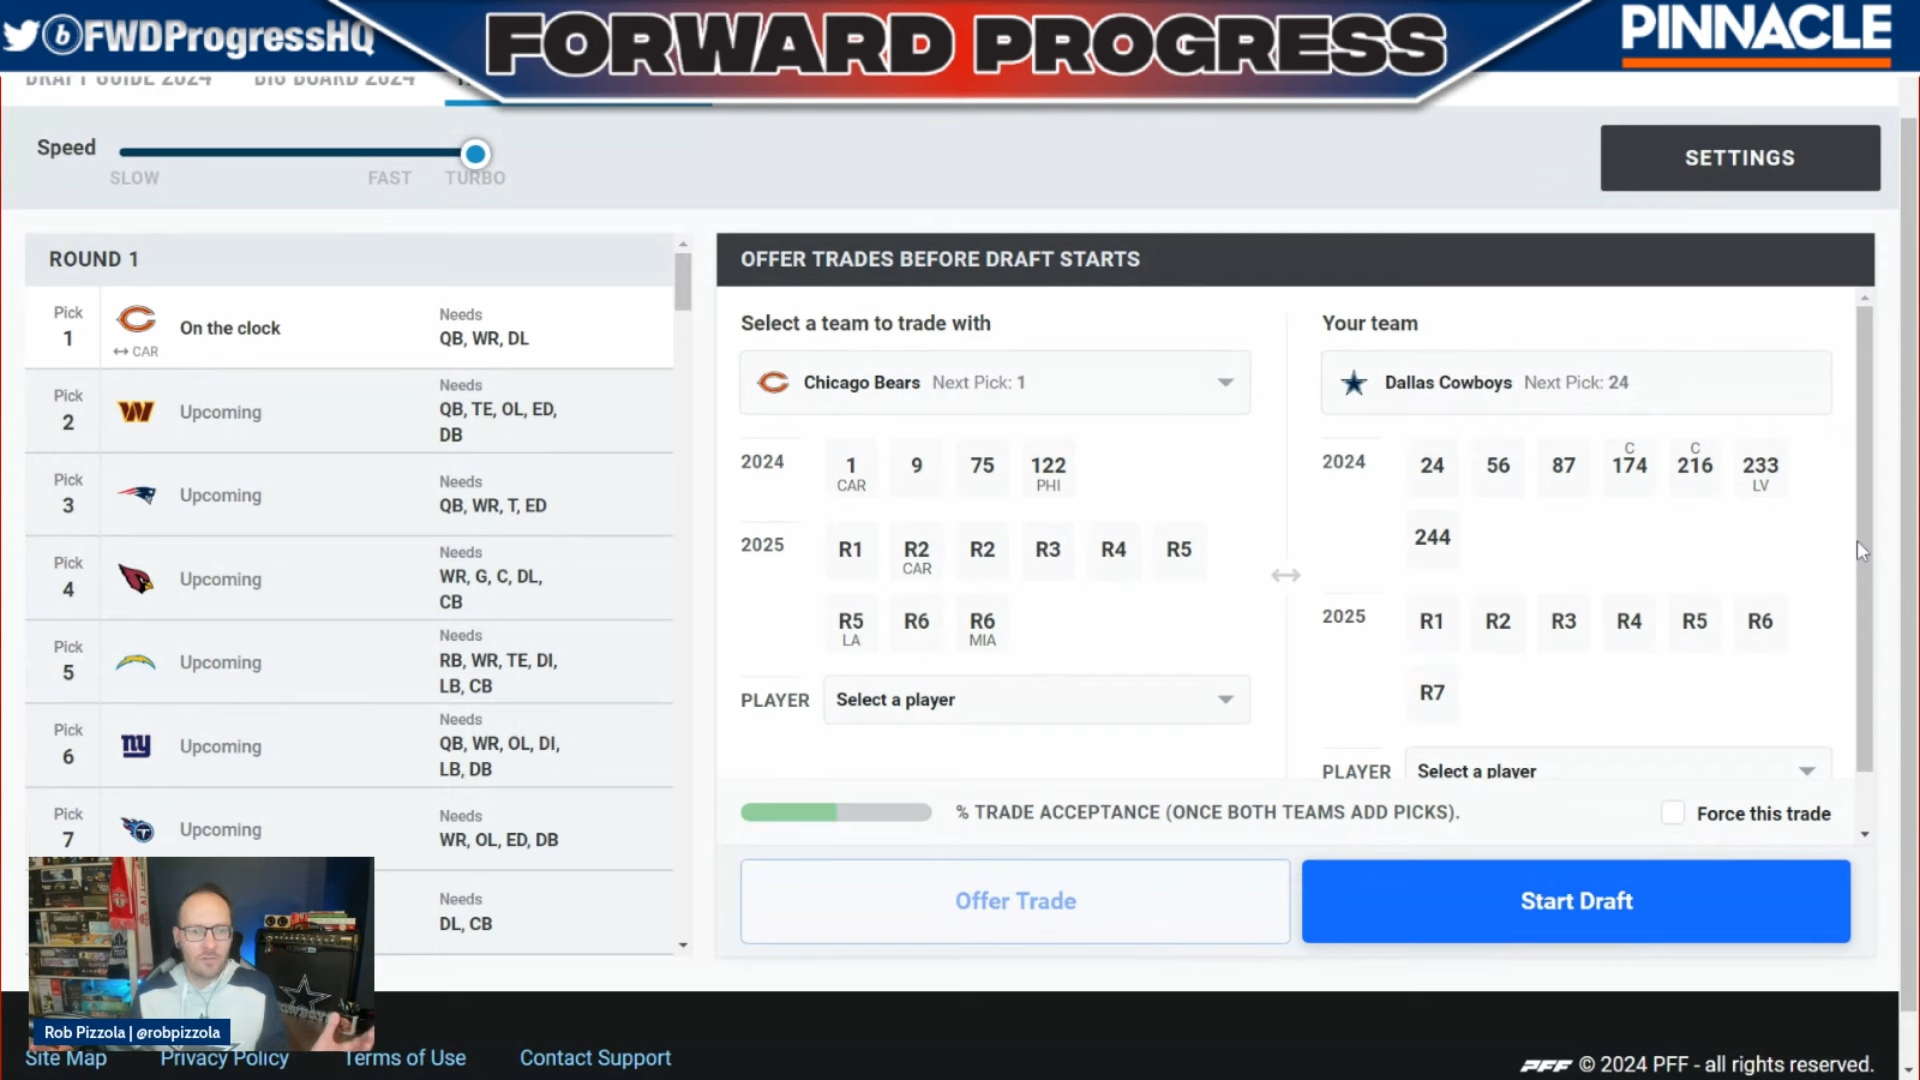 FWDProgressHQ
FORWARD PROGRESS
PINNACLE
DRAFT GUIDE 2024
BIG BOARD 2024
Speed
SLOW
FAST
TURBO
SETTINGS
ROUND 1
Pick
1
CAR
On the clock
Needs
QB, WR, DL
Pick
2
Upcoming
Needs
QB, TE, OL, ED,
DB
Pick
3
Upcoming
Needs
QB, WR, T, ED
Pick
4
Upcoming
Needs
WR, G, C, DL,
CB
Pick
5
Upcoming
Needs
RB, WR, TE, DI,
LB, CB
Pick
6
ny
Upcoming
Needs
QB, WR, OL, DI,
LB, DB
Pick
7
Upcoming
Needs
WR, OL, ED, DB
Needs
DL, CB
OFFER TRADES BEFORE DRAFT STARTS
Select a team to trade with
Chicago Bears Next Pick: 1
2024
1
CAR
9
75
122
PHI
2025
R1
R2
CAR
R2
R3
R4
R5
R5
LA
R6
R6
MIA
PLAYER
Select a player
Your team
Dallas Cowboys Next Pick: 24
2024
24
56
87
C
174
C
216
233
LV
244
2025
R1
R2
R3
R4
R5
R6
R7
PLAYER
Select a player
% TRADE ACCEPTANCE (ONCE BOTH TEAMS ADD PICKS).
Force this trade
Offer Trade
Start Draft
Rob Pizzola | @robpizzola
Site Map
Privacy Policy
Terms of Use
Contact Support
PFF © 2024 PFF - all rights reserved.